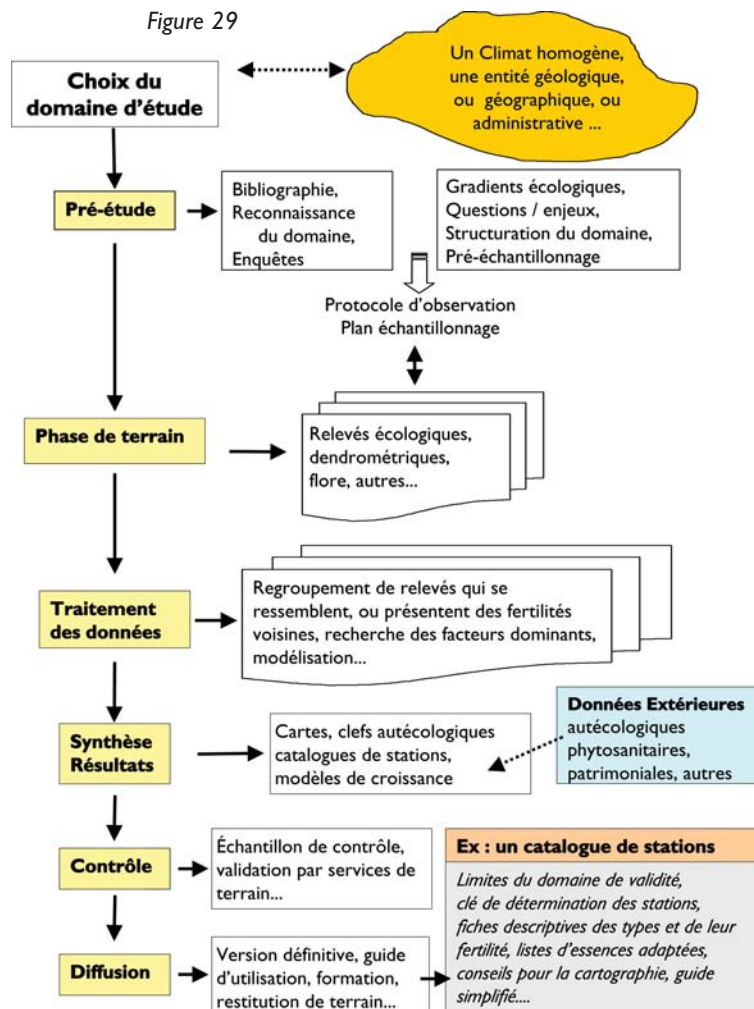 Figure 29
Choix du
domaine d'étude
Un Climat homogène,
une entité géologique,
ou géographique, ou
administrative ...
Pré-étude
Bibliographie,
Reconnaissance
du domaine,
Enquêtes
Gradients écologiques,
Questions / enjeux,
Structuration du domaine,
Pré-échantillonnage
Protocole d'observation
Plan échantillonnage
Phase de terrain
Relevés écologiques,
dendrométriques,
flore, autres...
Traitement
des données
Regroupement de relevés qui se
ressemblent, ou présentent des fertilités
voisines, recherche des facteurs dominants,
modélisation...
Synthèse
Résultats
Cartes, clefs autécologiques
catalogues de stations,
modèles de croissance
Données Extérieures
autécologiques
phytosanitaires,
patrimoniales, autres
Contrôle
Échantillon de contrôle,
validation par services de
terrain...
Ex : un catalogue de stations
Limites du domaine de validité,
clé de détermination des stations,
fiches descriptives des types et de leur
fertilité, listes d'essences adaptées,
conseils pour la cartographie, guide
simplifié....
Diffusion
Version définitive, guide
d'utilisation, formation,
restitution de terrain...